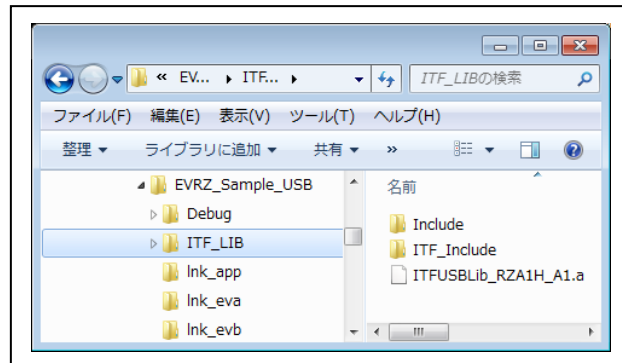 « EV... ▸ ITF... ▸
ITF_LIBの検索
ファイル(F) 編集(E) 表示(V) ツール(T) ヘルプ(H)
整理 ▼ ライブラリに追加 ▼ 共有 ▼ »
EVRZ_Sample_USB
Debug
ITF_LIB
lnk_app
lnk_eva
lnk_evb
名前
Include
ITF_Include
ITFUSBLib_RZA1H_A1.a